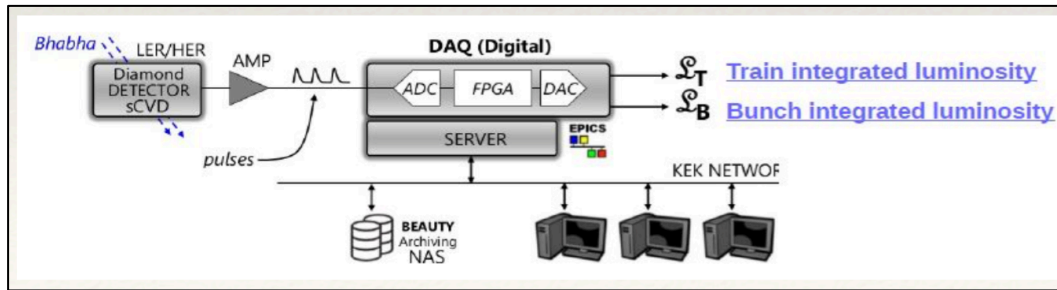 Bhabha
LER/HER
Diamond
DETECTOR
sCVD
AMP
pulses
DAQ (Digital)
ADC
FPGA
DAC
ℒT
Train integrated luminosity
ℒB
Bunch integrated luminosity
SERVER
EPICS
KEK NETWOR
BEAUTY
Archiving
NAS